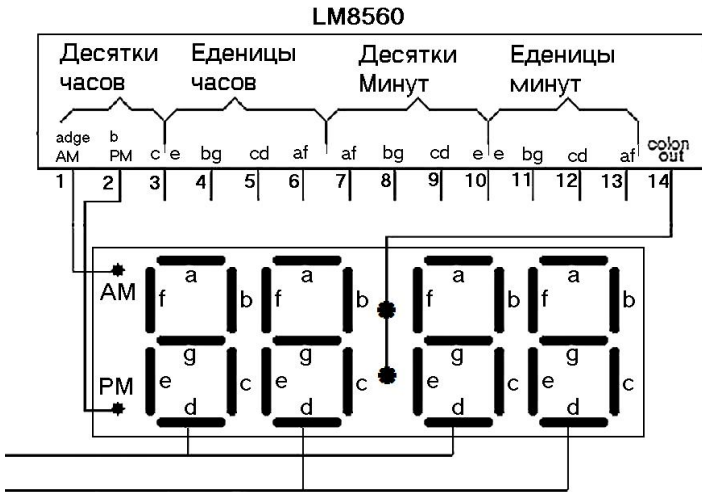 LM8560
Десятки часов
Еденицы часов
Десятки Минут
Еденицы минут
adge AM
b PM
c
e
bg
cd
af
af
bg
cd
e
e
bg
cd
af
colon out
1 2 3 4 5 6 7 8 9 10 11 12 13 14
AM
PM
a
f b
g
e c
d
a
f b
g
e c
d
a
f b
g
e c
d
a
f b
g
e c
d